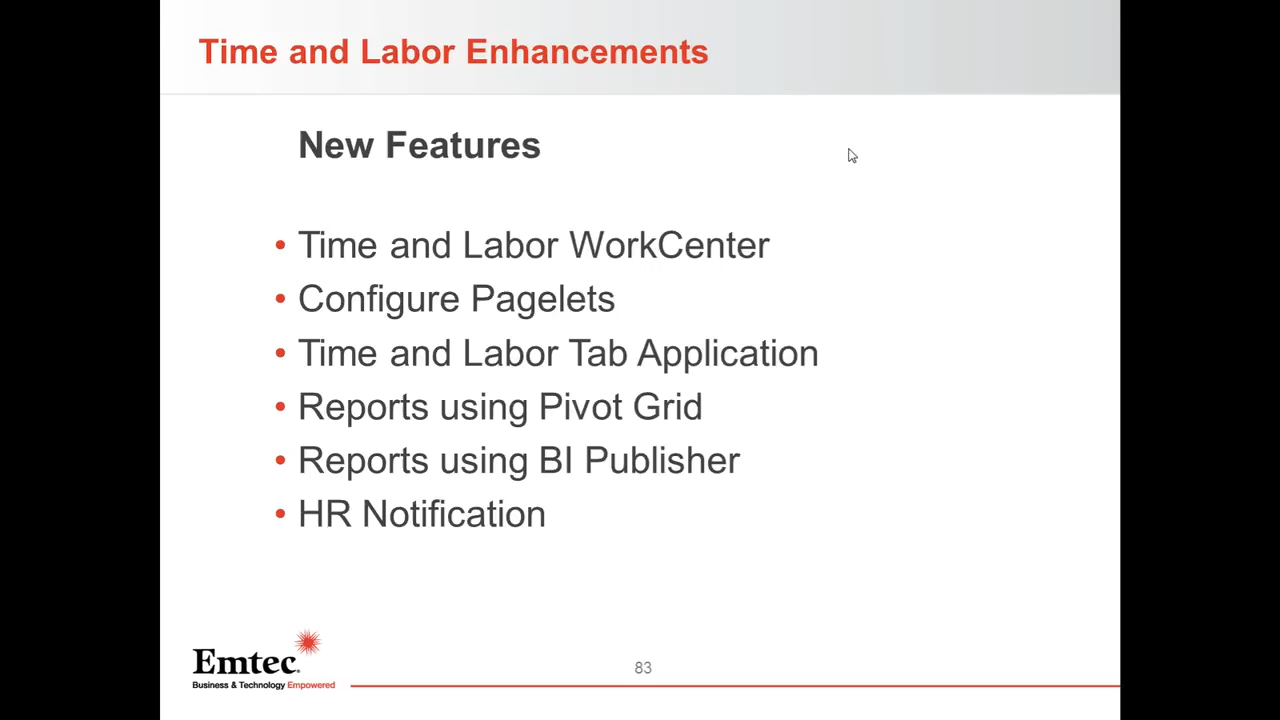 Time and Labor Enhancements
New Features
• Time and Labor WorkCenter
• Configure Pagelets
• Time and Labor Tab Application
• Reports using Pivot Grid
• Reports using BI Publisher
• HR Notification
Emtec
Business & Technology Empowered
83